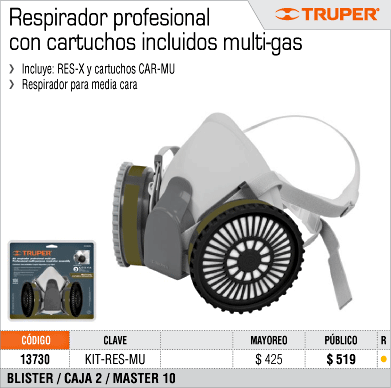 Respirador profesional
con cartuchos incluidos multi-gas
TRUPER®
❯ Incluye: RES-X y cartuchos CAR-MU
❯ Respirador para media cara
TRUPER
CÓDIGO CLAVE MAYOREO PÚBLICO R
13730 KIT-RES-MU $ 425 $ 519 •
BLISTER / CAJA 2 / MASTER 10